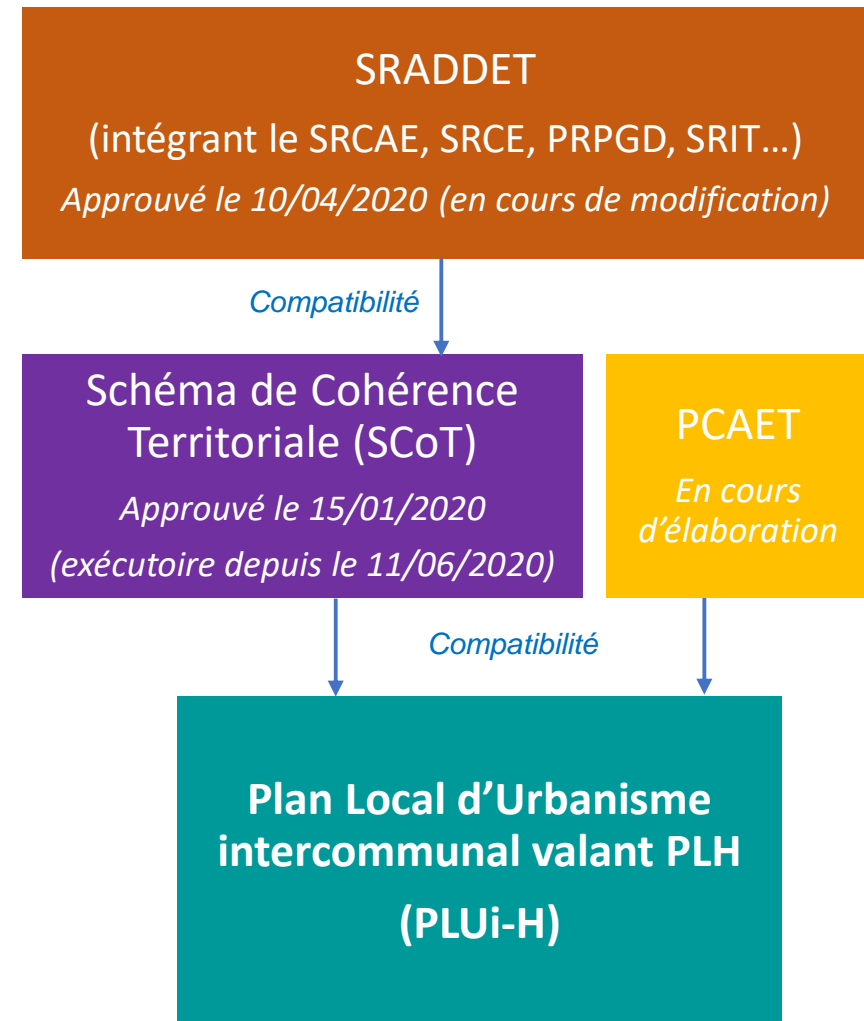 SRADDET
(intégrant le SRCAE, SRCE, PRPGD, SRIT…)
Approuvé le 10/04/2020 (en cours de modification)
Compatibilité
Schéma de Cohérence
Territoriale (SCoT)
Approuvé le 15/01/2020
(exécutoire depuis le 11/06/2020)
PCAET
En cours
d’élaboration
Compatibilité
Plan Local d’Urbanisme
intercommunal valant PLH
(PLUi-H)